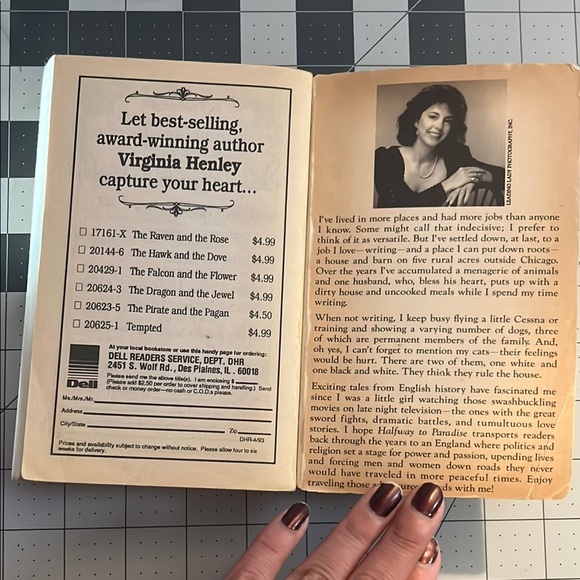 Let best-selling,
award-winning author
Virginia Henley
capture your heart...
17161-X The Raven and the Rose $4.99
20144-6 The Hawk and the Dove $4.99
20429-1 The Falcon and the Flower $4.99
20624-3 The Dragon and the Jewel $4.99
20623-5 The Pirate and the Pagan $4.50
20625-1 Tempted $4.99
At your local bookstore or use this handy page for ordering:
DELL READERS SERVICE, DEPT. DHR
2451 S. Wolf Rd., Des Plaines, IL. 60018
Please send me the above title(s). I am enclosing $
(Please add $2.50 per order to cover shipping and handling.) Send
check or money order—no cash or C.O.D.s please.
Dell
Ms./Mrs./Mr.
Address
City/State Zip
DHR-4/93
Prices and availability subject to change without notice. Please allow four to six
weeks for delivery.
LEADING LADY PHOTOGRAPHY, INC.
I've lived in more places and had more jobs than anyone
I know. Some might call that indecisive; I prefer to
think of it as versatile. But I've settled down, at last, to a
job I love—writing—and a place I can put down roots—
a house and barn on five rural acres outside Chicago.
Over the years I've accumulated a menagerie of animals
and one husband, who, bless his heart, puts up with a
dirty house and uncooked meals while I spend my time
writing.
When not writing, I keep busy flying a little Cessna or
training and showing a varying number of dogs, three
of which are permanent members of the family. And,
oh yes, I can't forget to mention my cats—their feelings
would be hurt. There are two of them, one white and
one black and white. They think they rule the house.
Exciting tales from English history have fascinated me
since I was a little girl watching those swashbuckling
movies on late night television—the ones with the great
sword fights, dramatic battles, and tumultuous love
stories. I hope Halfway to Paradise transports readers
back through the years to an England where politics and
religion set a stage for power and passion, upending lives
and forcing men and women down roads they never
would have traveled in more peaceful times. Enjoy
traveling those with me!